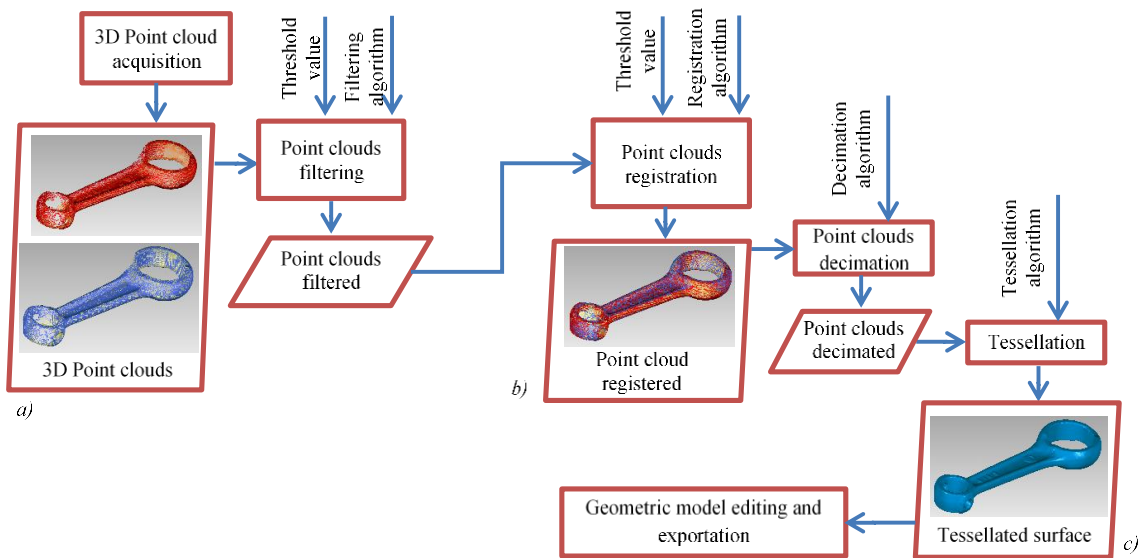 3D Point cloud
acquisition
Threshold
value
Filtering
algorithm
Point clouds
filtering
Point clouds
filtered
3D Point clouds
a)
Threshold
value
Registration
algorithm
Point clouds
registration
Point cloud
registered
b)
Decimation
algorithm
Point clouds
decimation
Point clouds
decimated
Tessellation
algorithm
Tessellation
Tessellated surface
c)
Geometric model editing and
exportation